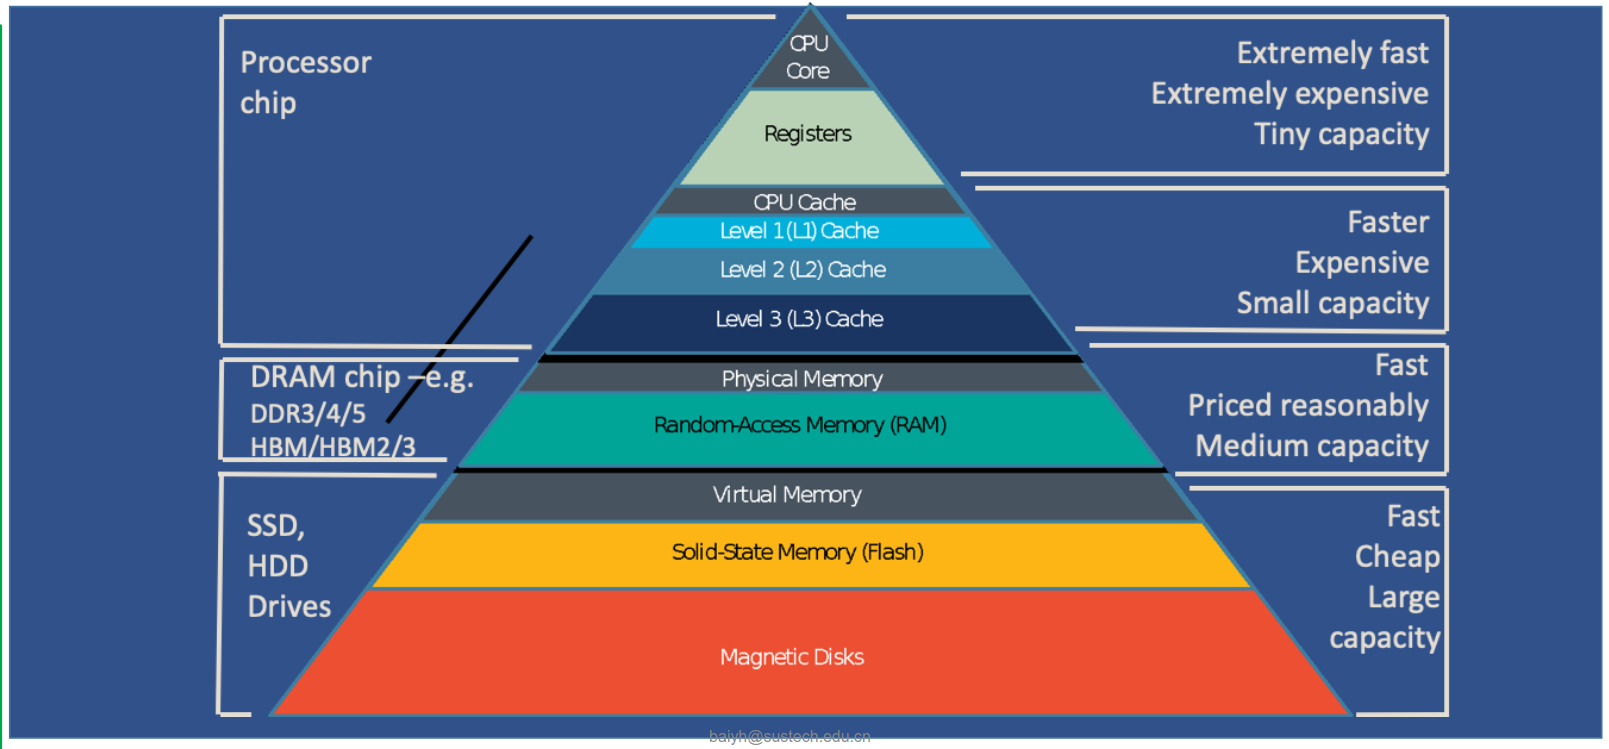 Processor
chip
DRAM chip –e.g.
DDR3/4/5
HBM/HBM2/3
SSD,
HDD
Drives
CPU
Core
Registers
CPU Cache
Level 1 (L1) Cache
Level 2 (L2) Cache
Level 3 (L3) Cache
Physical Memory
Random-Access Memory (RAM)
Virtual Memory
Solid-State Memory (Flash)
Magnetic Disks
Extremely fast
Extremely expensive
Tiny capacity
Faster
Expensive
Small capacity
Fast
Priced reasonably
Medium capacity
Fast
Cheap
Large
capacity
baiyh@sustech.edu.cn